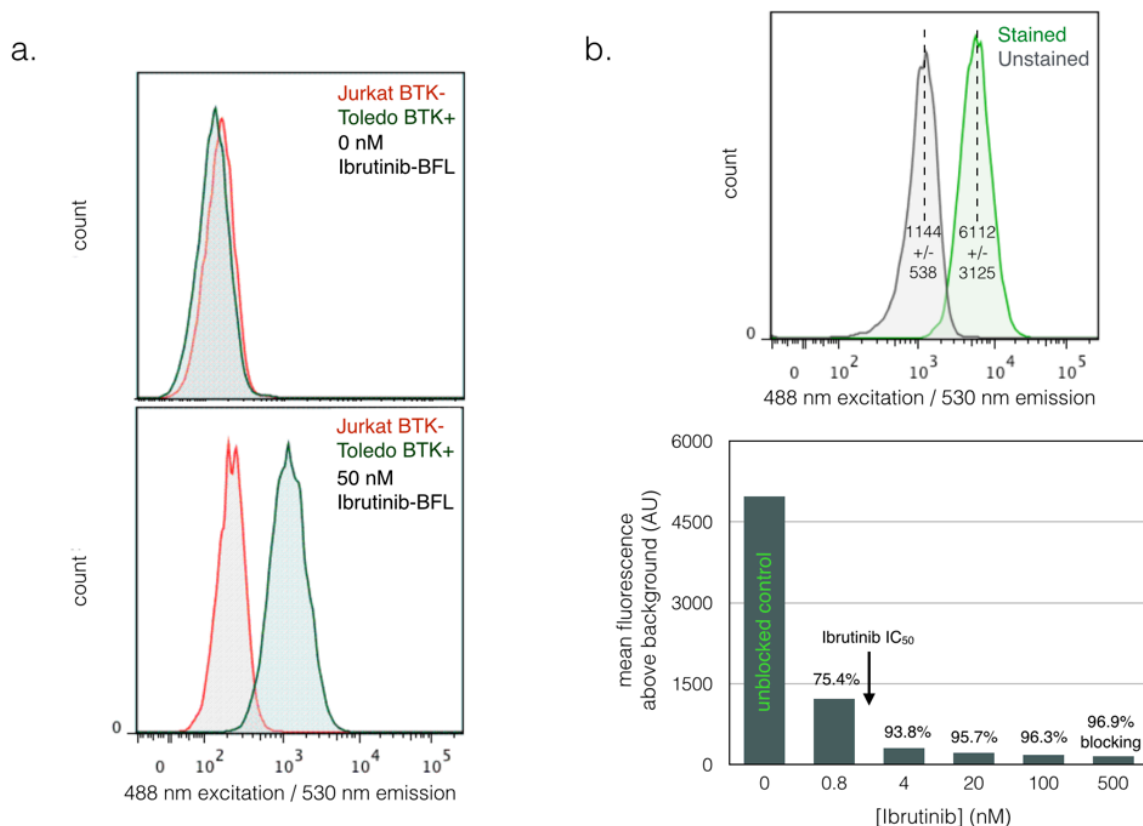 a.
Jurkat BTK-
Toledo BTK+
0 nM
Ibrutinib-BFL
count
Jurkat BTK-
Toledo BTK+
50 nM
Ibrutinib-BFL
count
0
0 10² 10³ 10⁴ 10⁵
488 nm excitation / 530 nm emission
b.
Stained
Unstained
count
1144
+/-
538
6112
+/-
3125
0
0 10² 10³ 10⁴ 10⁵
488 nm excitation / 530 nm emission
mean fluorescence
above background (AU)
6000
4500
3000
1500
0
unblocked control
Ibrutinib IC₅₀
75.4%
93.8%
95.7%
96.3%
96.9%
blocking
0 0.8 4 20 100 500
[Ibrutinib] (nM)